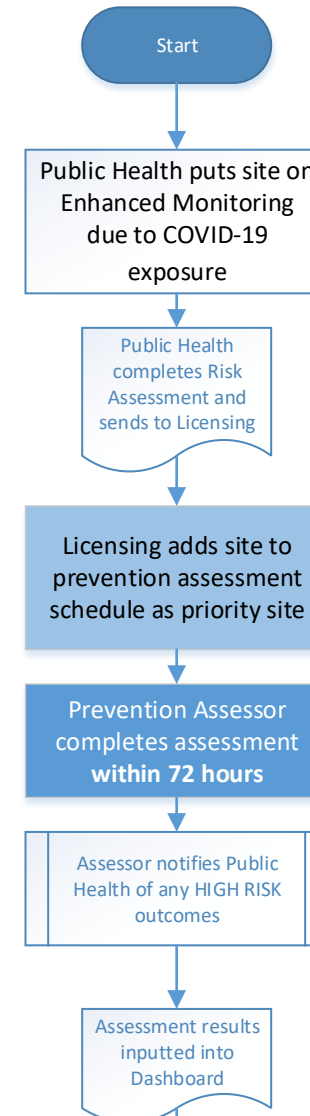 Start
Public Health puts site on
Enhanced Monitoring
due to COVID-19
exposure
Public Health
completes Risk
Assessment and
sends to Licensing
Licensing adds site to
prevention assessment
schedule as priority site
Prevention Assessor
completes assessment
within 72 hours
Assessor notifies Public
Health of any HIGH RISK
outcomes
Assessment results
inputted into
Dashboard